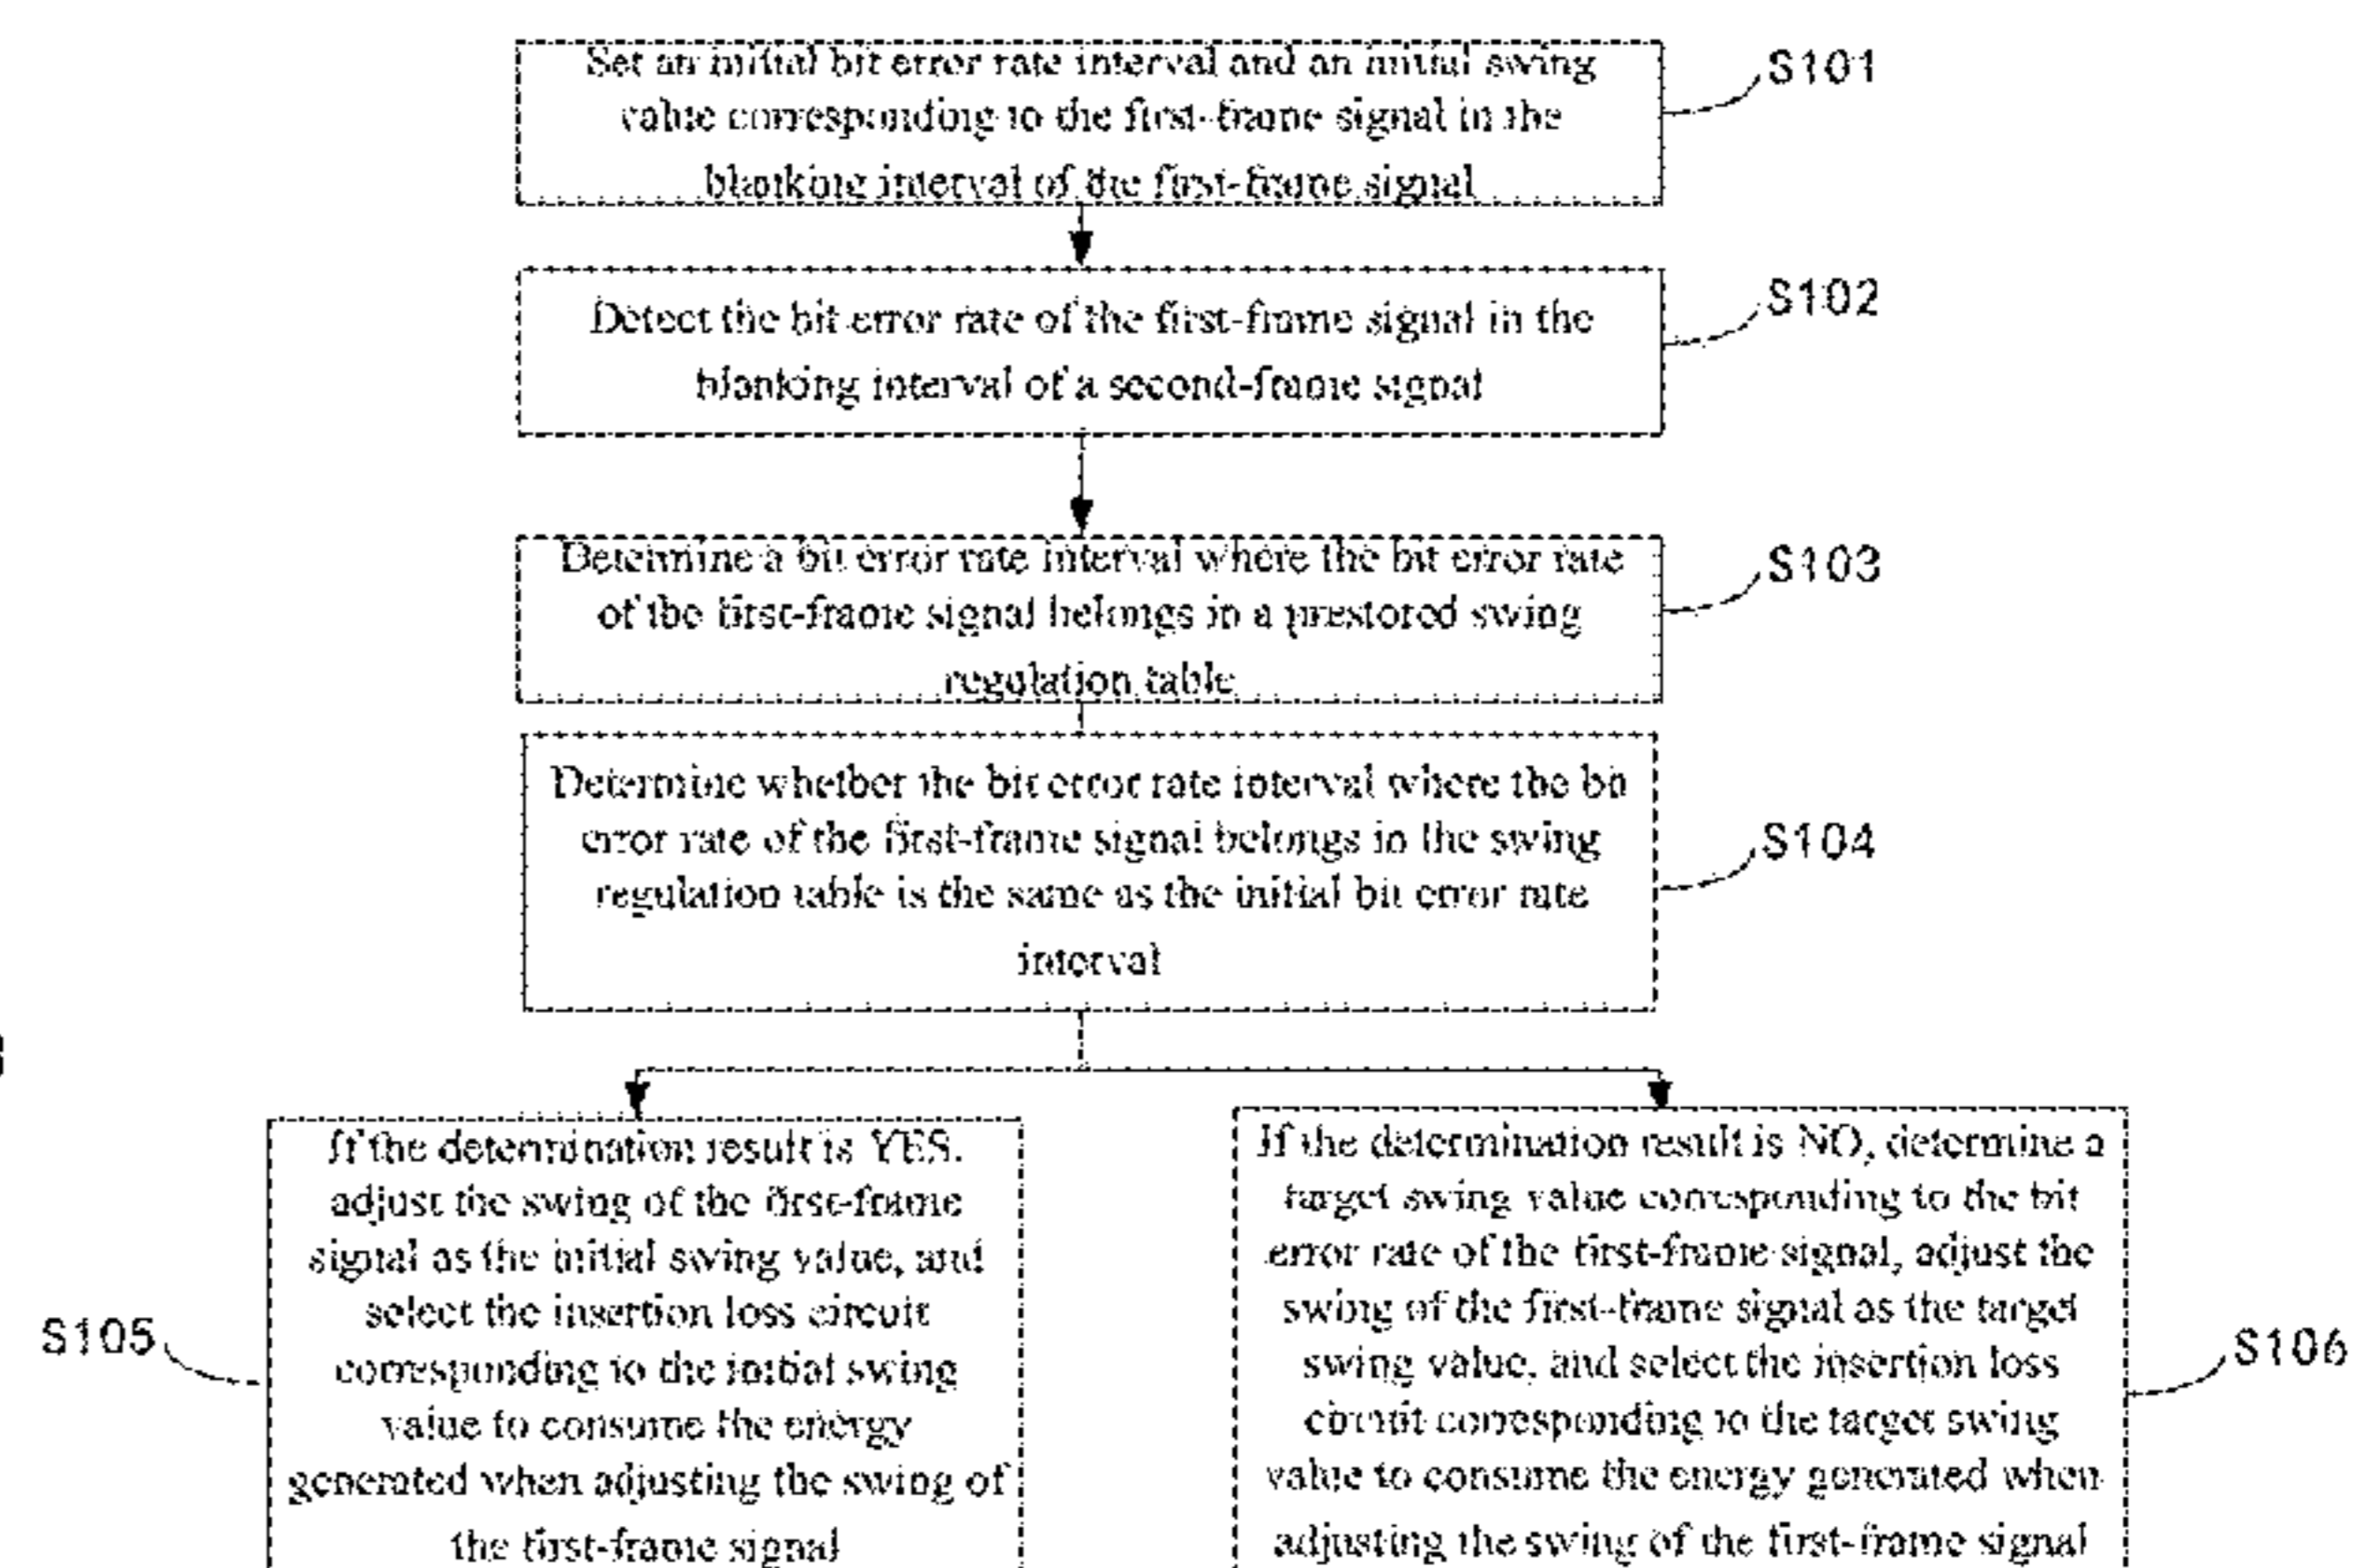 Set an initial bit error rate interval and an initial swing
value corresponding to the first-frame signal in the
blanking interval of the first-frame signal
S101
Detect the bit error rate of the first-frame signal in the
blanking interval of a second-frame signal
S102
Determine a bit error rate interval where the bit error rate
of the first-frame signal belongs in a prestored swing
regulation table
S103
Determine whether the bit error rate interval where the bit
error rate of the first-frame signal belongs in the swing
regulation table is the same as the initial bit error rate
interval
S104
If the determination result is YES,
adjust the swing of the first-frame
signal as the initial swing value, and
select the insertion loss circuit
corresponding to the initial swing
value to consume the energy
generated when adjusting the swing of
the first-frame signal
S105
If the determination result is NO, determine a
target swing value corresponding to the bit
error rate of the first-frame signal, adjust the
swing of the first-frame signal as the target
swing value, and select the insertion loss
circuit corresponding to the target swing
value to consume the energy generated when
adjusting the swing of the first-frame signal
S106